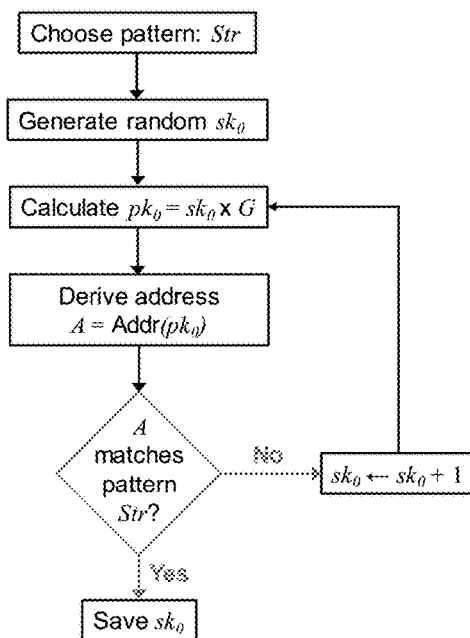 Choose pattern: Str
Generate random sk₀
Calculate pk₀ = sk₀ x G
Derive address
A = Addr(pk₀)
A
matches
pattern
Str?
No
sk₀ ← sk₀ + 1
Yes
Save sk₀